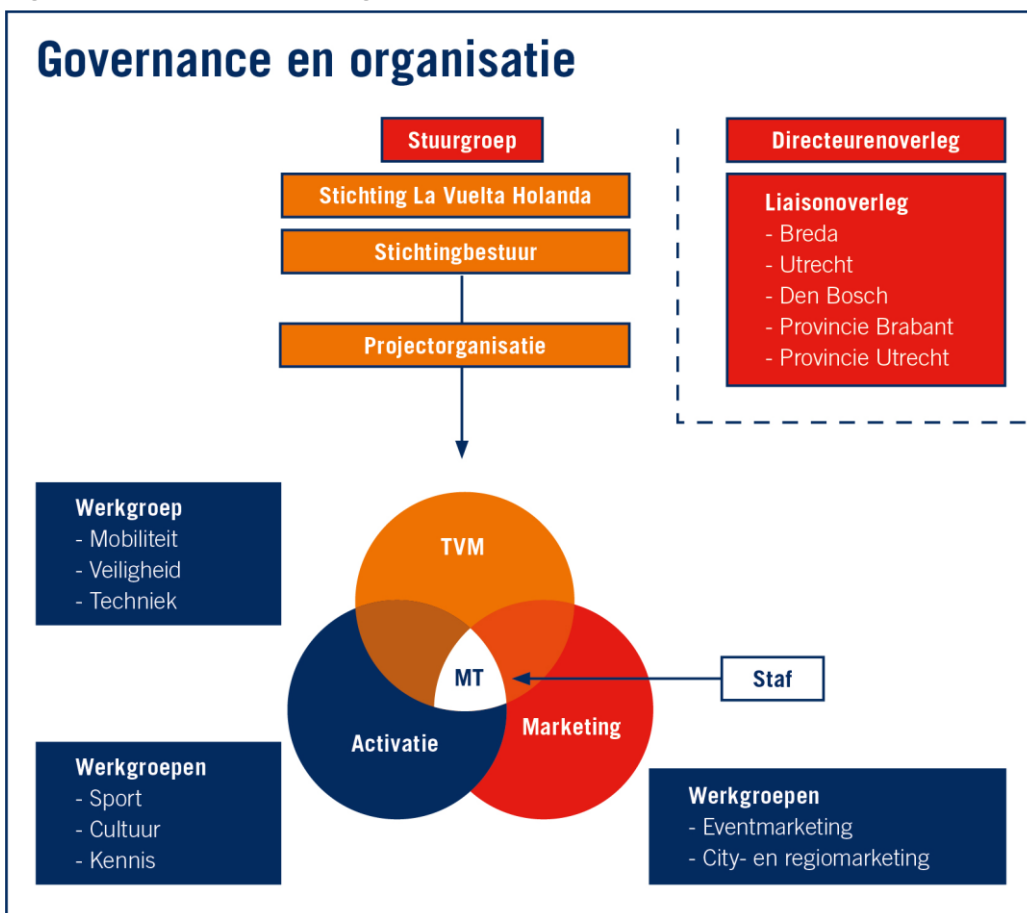 Governance en organisatie
Stuurgroep
Stichting La Vuelta Holanda
Stichtingbestuur
Projectorganisatie
Directeurenoverleg
Liaisonoverleg
- Breda
- Utrecht
- Den Bosch
- Provincie Brabant
- Provincie Utrecht
Werkgroep
- Mobiliteit
- Veiligheid
- Techniek
TVM
MT
Staf
Activatie
Marketing
Werkgroepen
- Sport
- Cultuur
- Kennis
Werkgroepen
- Eventmarketing
- City- en regiomarketing